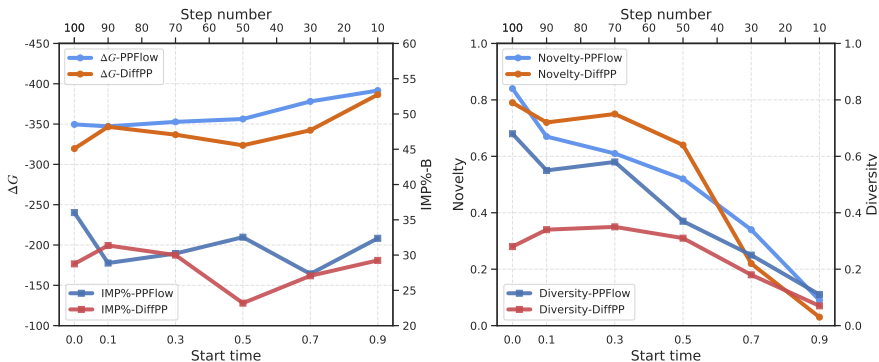 Step number
100 90 80 70 60 50 40 30 20 10
-450
-400
-350
-300
-250
-200
-150
-100
ΔG
60
55
50
45
40
35
30
25
20
IMP%-B
ΔG-PPFlow
ΔG-DiffPP
IMP%-PPFlow
IMP%-DiffPP
0.0 0.1 0.3 0.5 0.7 0.9
Start time
Step number
100 90 80 70 60 50 40 30 20 10
1.0
0.8
0.6
0.4
0.2
0.0
Novelty
1.0
0.8
0.6
0.4
0.2
0.0
Diversity
Novelty-PPFlow
Novelty-DiffPP
Diversity-PPFlow
Diversity-DiffPP
0.0 0.1 0.3 0.5 0.7 0.9
Start time